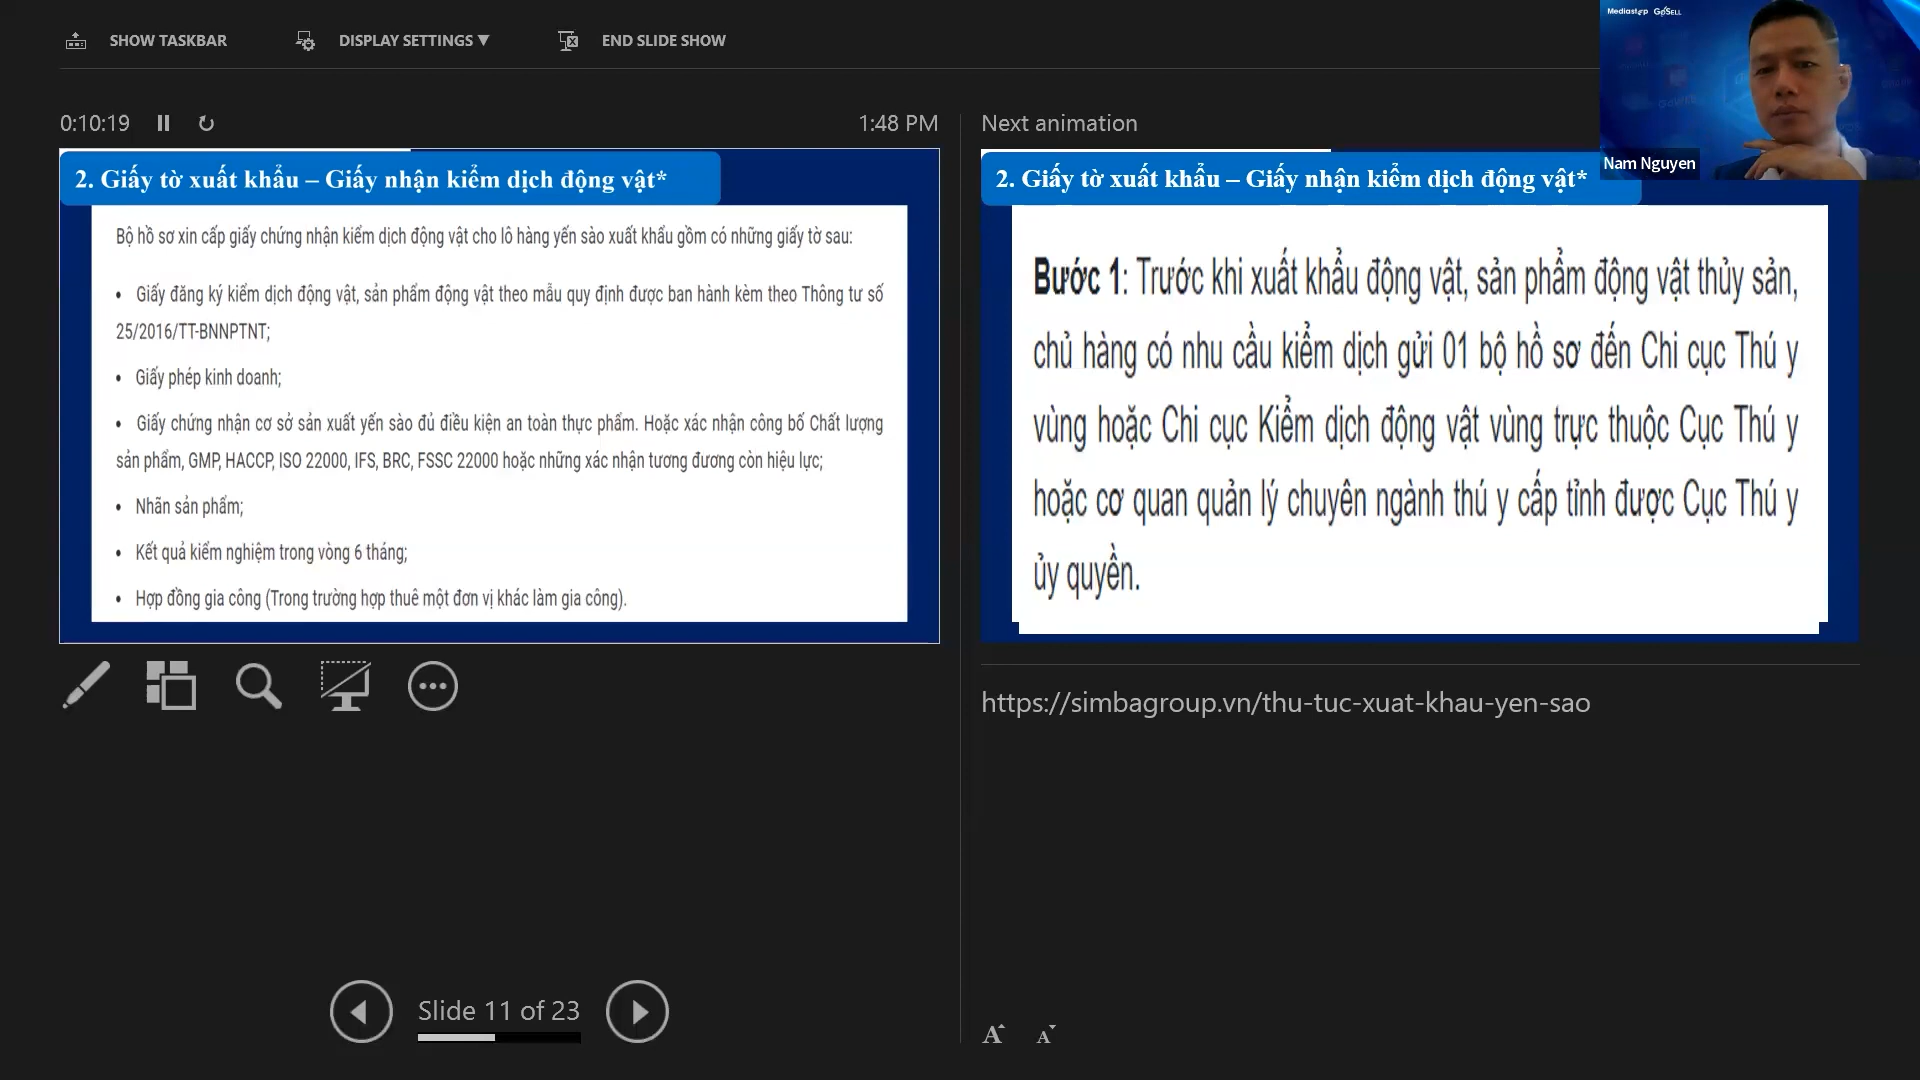 SHOW TASKBAR
DISPLAY SETTINGS ▼
END SLIDE SHOW
Mediastep GoSELL
Nam Nguyen
0:10:19
1:48 PM
2. Giấy tờ xuất khẩu – Giấy nhận kiểm dịch động vật*
Bộ hồ sơ xin cấp giấy chứng nhận kiểm dịch động vật cho lô hàng yến sào xuất khẩu gồm có những giấy tờ sau:
• Giấy đăng ký kiểm dịch động vật, sản phẩm động vật theo mẫu quy định được ban hành kèm theo Thông tư số
25/2016/TT-BNNPTNT;
• Giấy phép kinh doanh;
• Giấy chứng nhận cơ sở sản xuất yến sào đủ điều kiện an toàn thực phẩm. Hoặc xác nhận công bố Chất lượng
sản phẩm, GMP, HACCP, ISO 22000, IFS, BRC, FSSC 22000 hoặc những xác nhận tương đương còn hiệu lực;
• Nhãn sản phẩm;
• Kết quả kiểm nghiệm trong vòng 6 tháng;
• Hợp đồng gia công (Trong trường hợp thuê một đơn vị khác làm gia công).
Slide 11 of 23
Next animation
2. Giấy tờ xuất khẩu – Giấy nhận kiểm dịch động vật*
Bước 1: Trước khi xuất khẩu động vật, sản phẩm động vật thủy sản,
chủ hàng có nhu cầu kiểm dịch gửi 01 bộ hồ sơ đến Chi cục Thú y
vùng hoặc Chi cục Kiểm dịch động vật vùng trực thuộc Cục Thú y
hoặc cơ quan quản lý chuyên ngành thú y cấp tỉnh được Cục Thú y
ủy quyền.
https://simbagroup.vn/thu-tuc-xuat-khau-yen-sao
A A